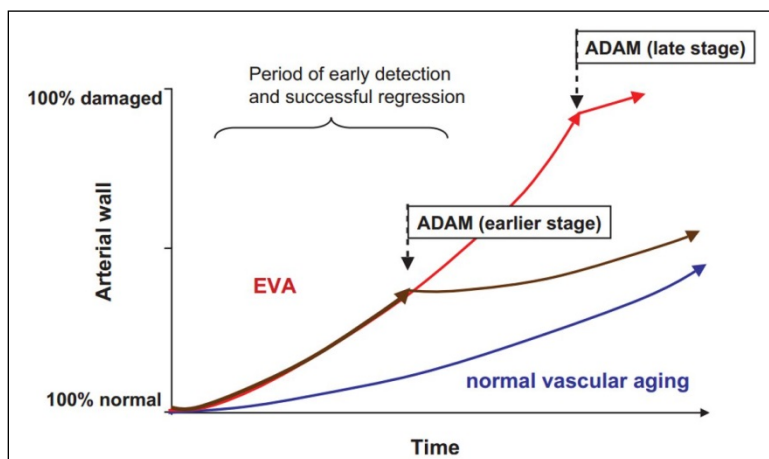 ADAM (late stage)
Period of early detection
and successful regression
100% damaged
ADAM (earlier stage)
Arterial wall
EVA
normal vascular aging
100% normal
Time